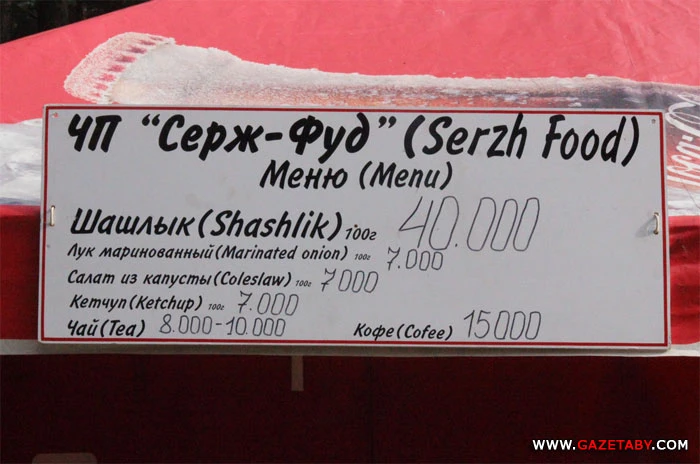 ЧП "Серж-Фуд" (Serzh Food)
Меню (Menu)
Шашлык (Shashlik) 100г 40.000
Лук маринованный (Marinated onion) 100г 7.000
Салат из капусты (Coleslaw) 100г 7000
Кетчуп (Ketchup) 100г 7.000
Чай (Tea) 8.000-10.000 Кофе (Cofee) 15000
WWW.GAZETABY.COM